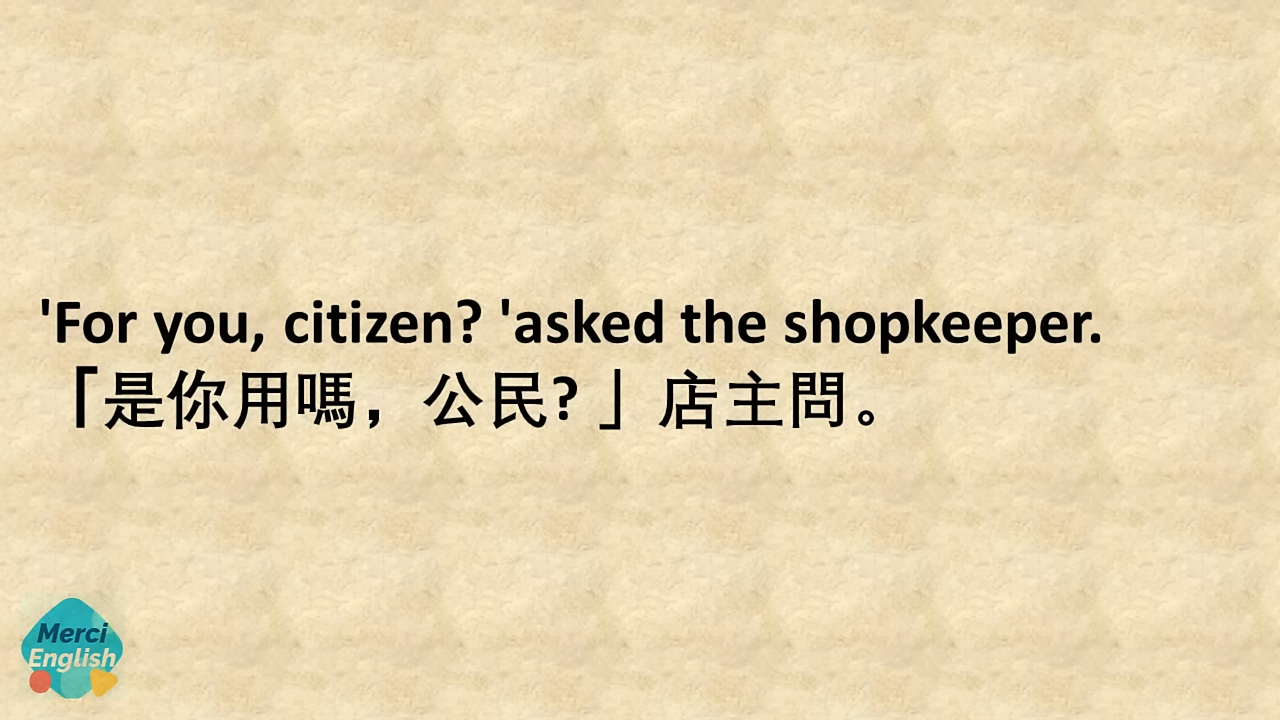 'For you, citizen? 'asked the shopkeeper.
「是你用嗎，公民? 」店主問。
Merci
English